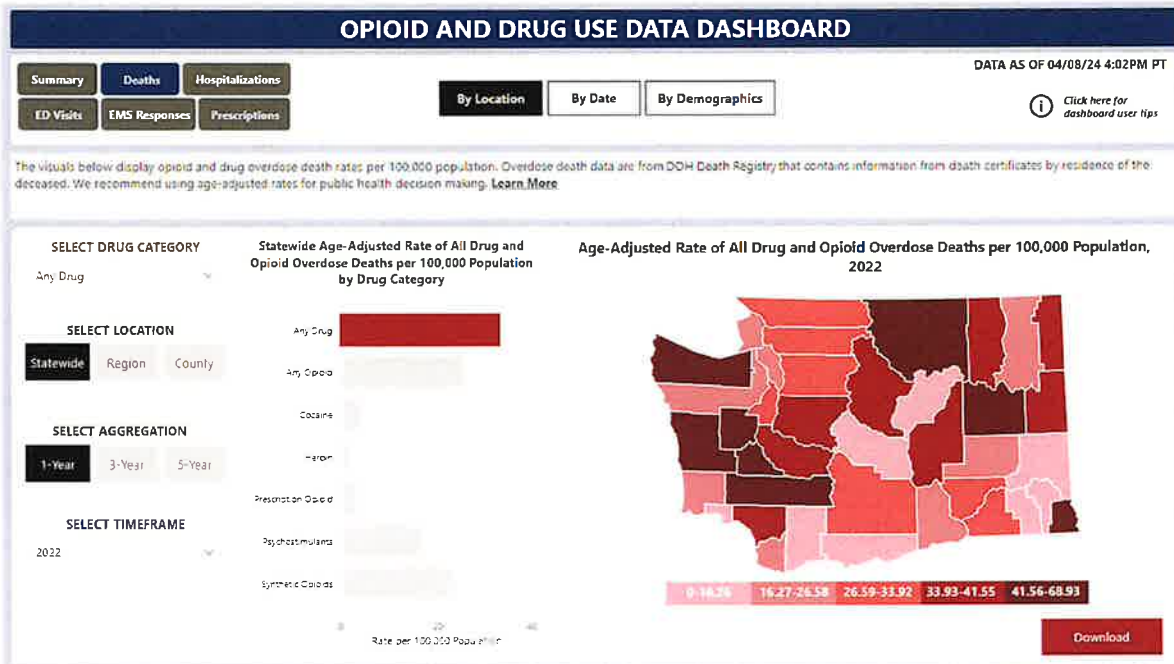 OPIOID AND DRUG USE DATA DASHBOARD
Summary
Deaths
Hospitalizations
ED Visits
EMS Responses
Prescriptions
By Location
By Date
By Demographics
DATA AS OF 04/08/24 4:02PM PT
Click here for
dashboard user tips
The visuals below display opioid and drug overdose death rates per 100,000 population. Overdose death data are from DOH Death Registry that contains information from death certificates by residence of the
deceased. We recommend using age-adjusted rates for public health decision making. Learn More
SELECT DRUG CATEGORY
Any Drug
SELECT LOCATION
Statewide
Region
County
SELECT AGGREGATION
1-Year
3-Year
5-Year
SELECT TIMEFRAME
2022
Statewide Age-Adjusted Rate of All Drug and
Opioid Overdose Deaths per 100,000 Population
by Drug Category
Any Drug
Any Opioid
Cocaine
Heroin
Prescription Opioid
Psychostimulants
Synthetic Opioids
0
20
40
Rate per 100,000 Population
Age-Adjusted Rate of All Drug and Opioid Overdose Deaths per 100,000 Population,
2022
0-16.26
16.27-26.58
26.59-33.92
33.93-41.55
41.56-68.93
Download